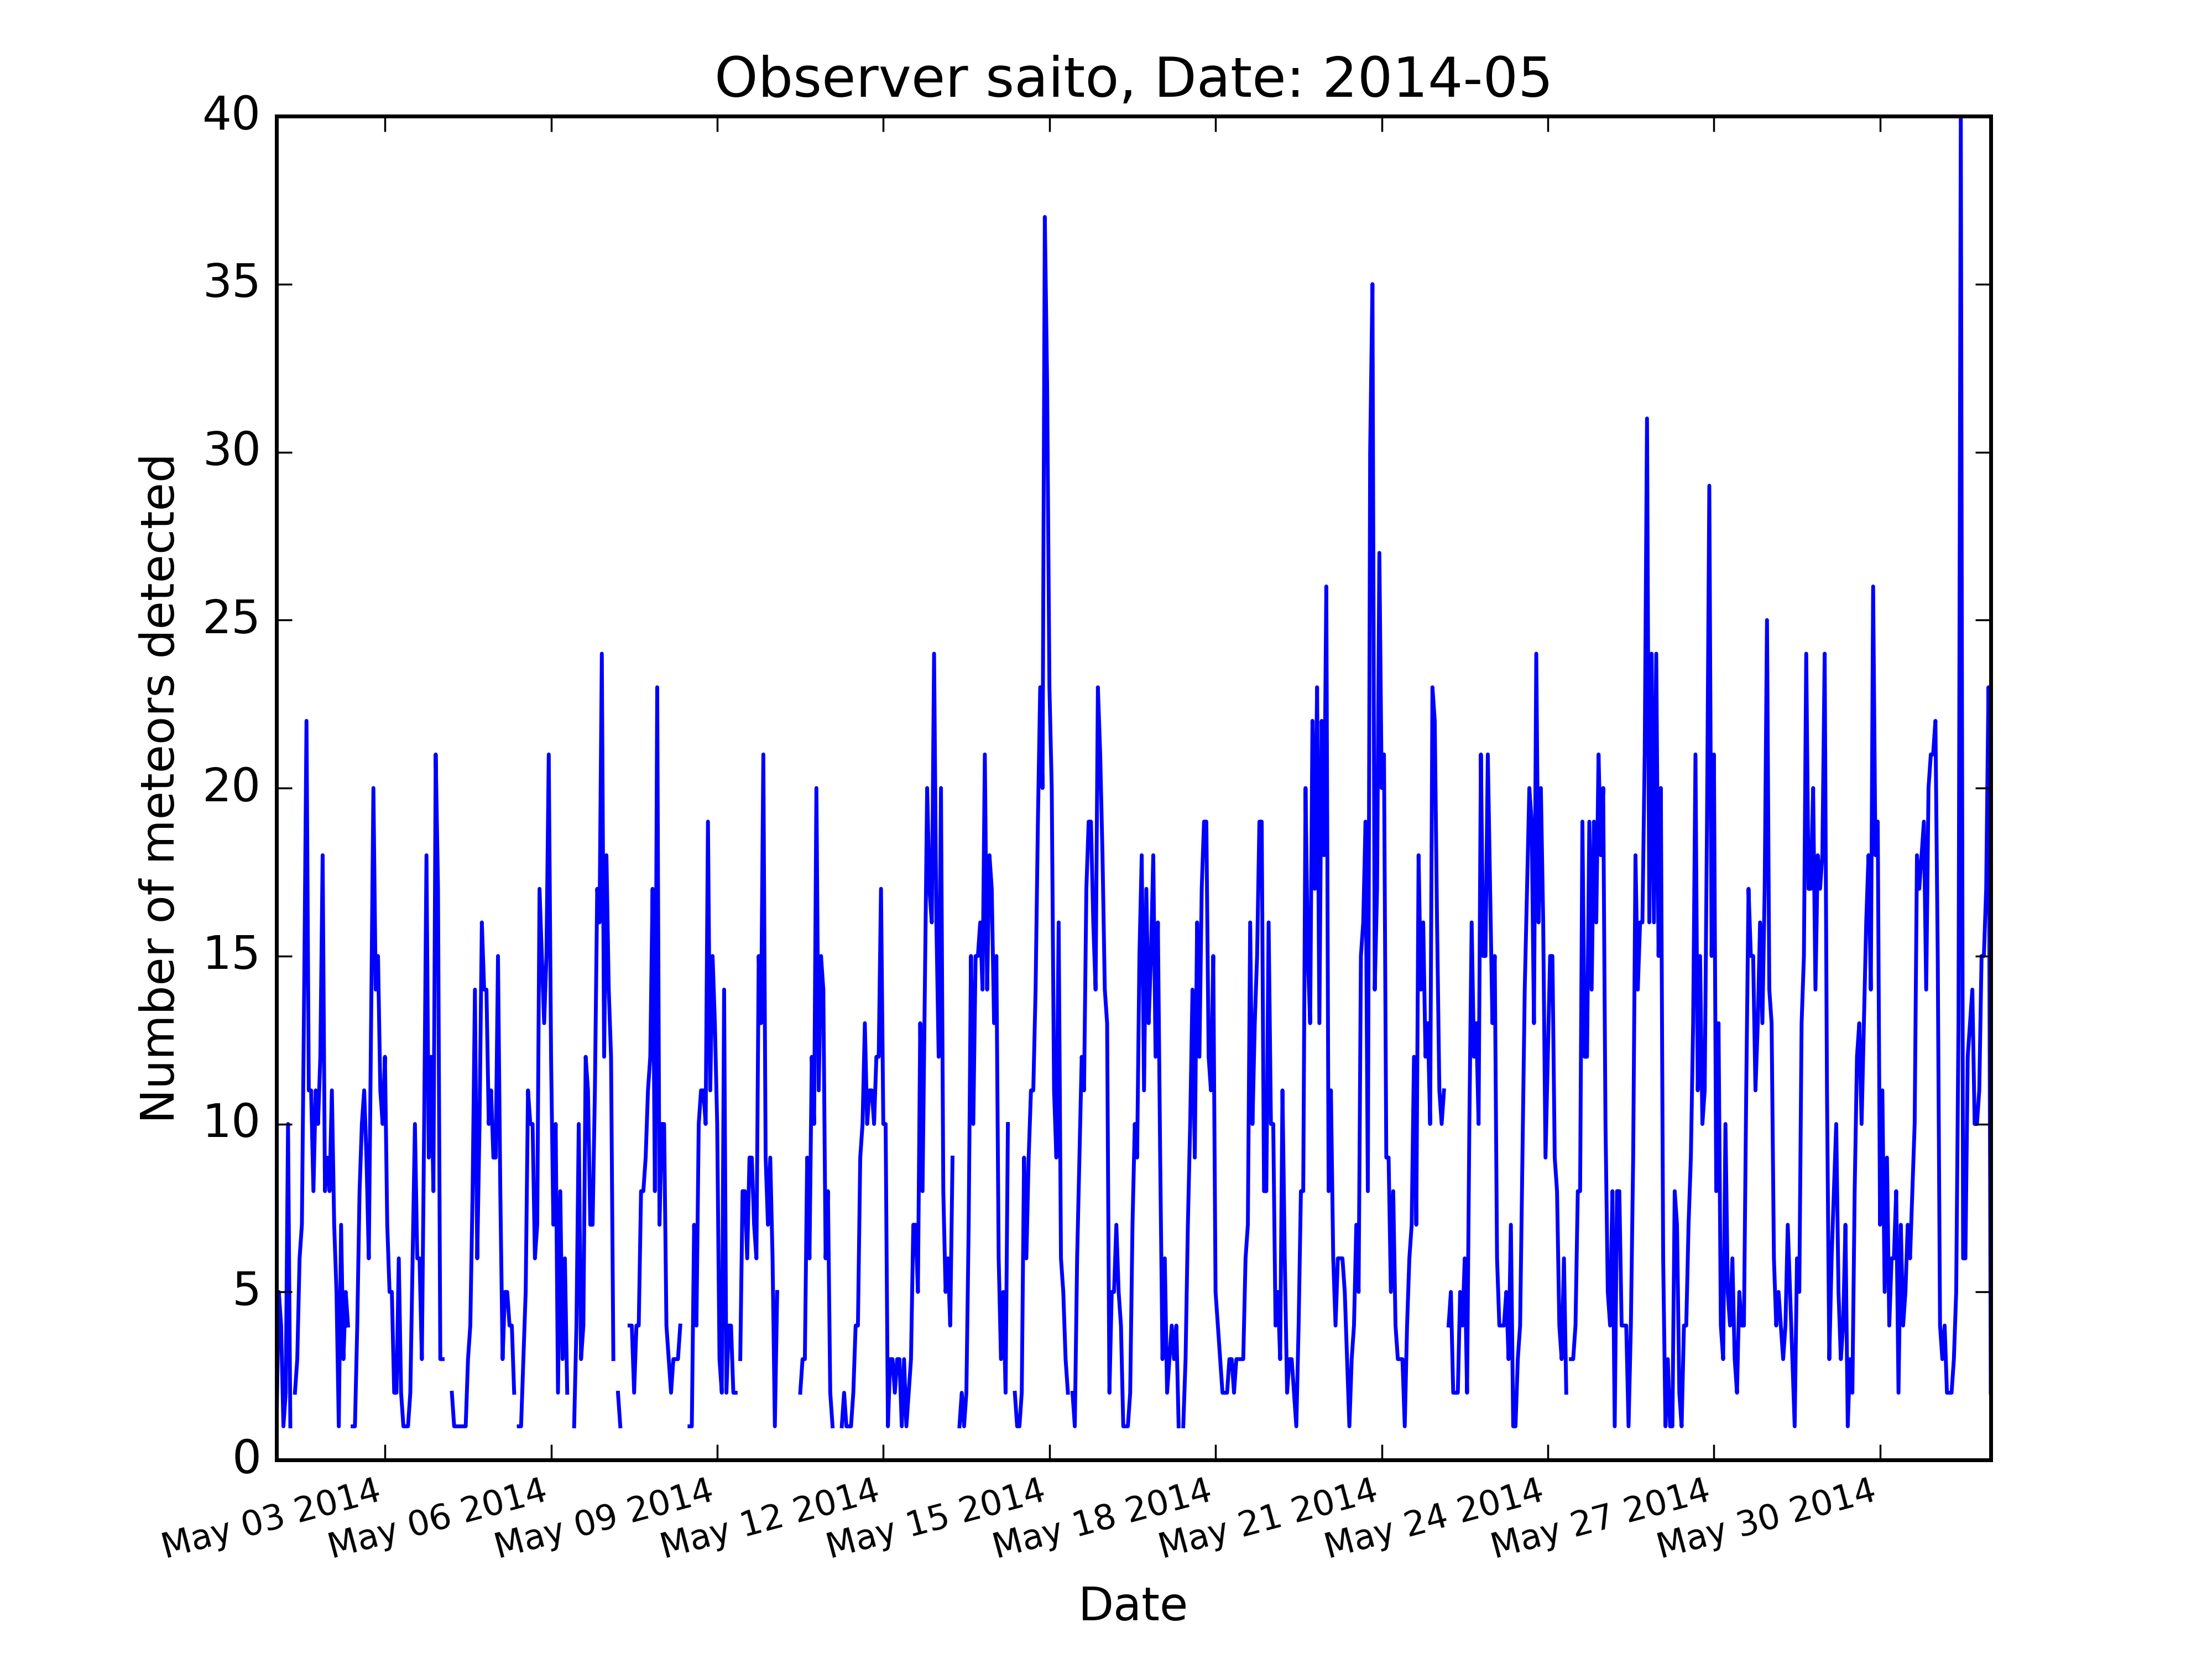 Observer saito, Date: 2014-05
Number of meteors detected
40
35
30
25
20
15
10
5
0
May 03 2014
May 06 2014
May 09 2014
May 12 2014
May 15 2014
May 18 2014
May 21 2014
May 24 2014
May 27 2014
May 30 2014
Date